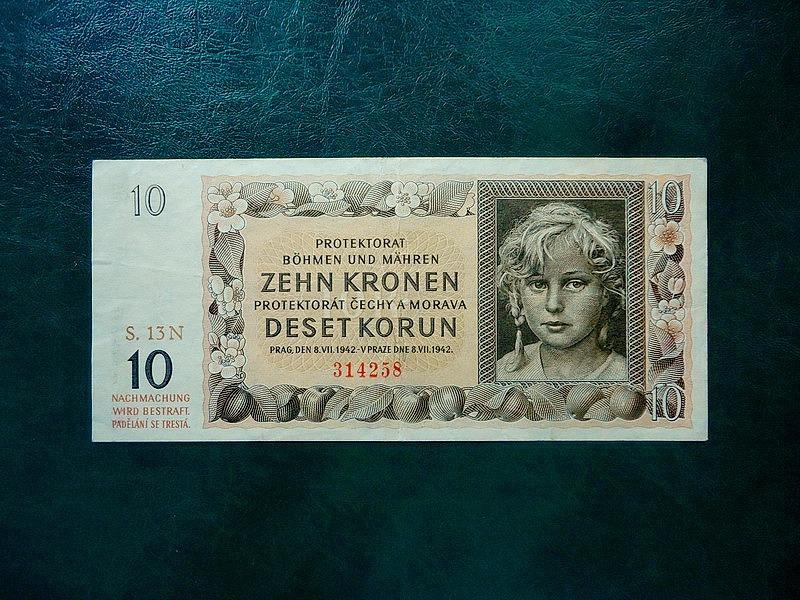 10
10
PROTEKTORAT
BÖHMEN UND MÄHREN
ZEHN KRONEN
PROTEKTORÁT ČECHY A MORAVA
DESET KORUN
PRAG, DEN 8. VII. 1942.-V PRAZE DNE 8. VII. 1942.
314258
S. 13 N
10
NACHMACHUNG
WIRD BESTRAFT.
PADĚLÁNÍ SE TRESTÁ.
10